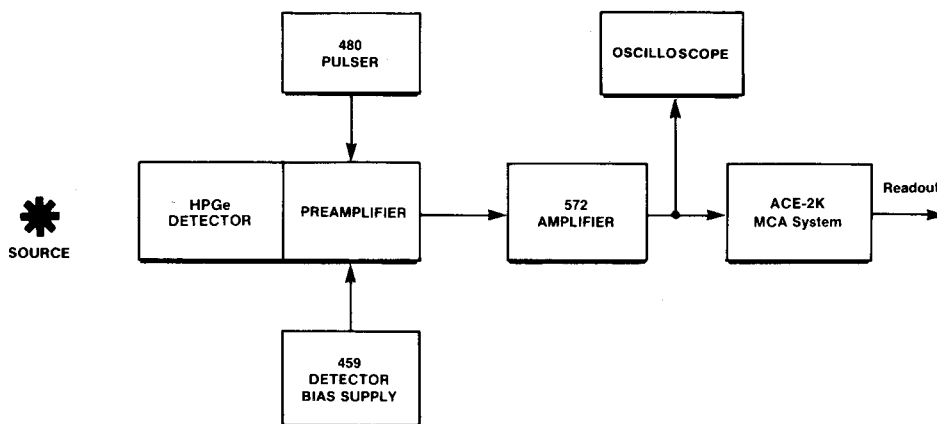 480
PULSER
OSCILLOSCOPE
SOURCE
HPGe
DETECTOR
PREAMPLIFIER
572
AMPLIFIER
ACE-2K
MCA System
Readout
459
DETECTOR
BIAS SUPPLY